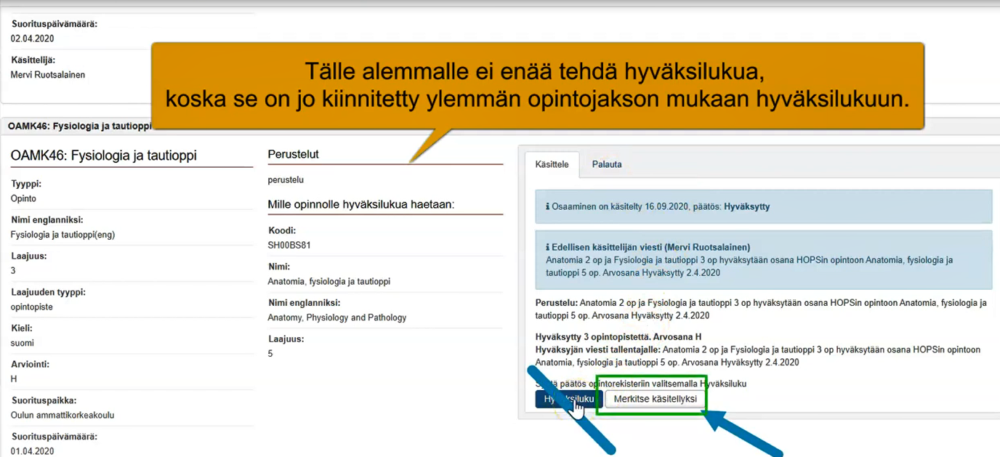 Suorituspäivämäärä:
02.04.2020
Käsittelijä:
Mervi Ruotsalainen
Tälle alemmalle ei enää tehdä hyväksilukua,
koska se on jo kiinnitetty ylemmän opintojakson mukaan hyväksilukuun.
OAMK46: Fysiologia ja tautioppi
OAMK46: Fysiologia ja tautioppi
Tyyppi:
Opinto
Nimi englanniksi:
Fysiologia ja tautioppi(eng)
Laajuus:
3
Laajuuden tyyppi:
opintopiste
Kieli:
suomi
Arviointi:
H
Suorituspaikka:
Oulun ammattikorkeakoulu
Suorituspäivämäärä:
01.04.2020
Perustelut
perustelu
Mille opinnolle hyväksilukua haetaan:
Koodi:
SH00BS81
Nimi:
Anatomia, fysiologia ja tautioppi
Nimi englanniksi:
Anatomy, Physiology and Pathology
Laajuus:
5
Käsittele Palauta
Osaaminen on käsitelty 16.09.2020, päätös: Hyväksytty
Edellisen käsittelijän viesti (Mervi Ruotsalainen)
Anatomia 2 op ja Fysiologia ja tautioppi 3 op hyväksytään osana HOPSin opintoon Anatomia, fysiologia ja
tautioppi 5 op. Arvosana Hyväksytty 2.4.2020
Perustelu: Anatomia 2 op ja Fysiologia ja tautioppi 3 op hyväksytään osana HOPSin opintoon Anatomia, fysiologia ja
tautioppi 5 op. Arvosana Hyväksytty 2.4.2020
Hyväksytty 3 opintopistettä. Arvosana H
Hyväksyjän viesti tallentajalle: Anatomia 2 op ja Fysiologia ja tautioppi 3 op hyväksytään osana HOPSin opintoon
Anatomia, fysiologia ja tautioppi 5 op. Arvosana Hyväksytty 2.4.2020
päätös opintorekisteriin valitsemalla Hyväksiluku
Hyväksiluku Merkitse käsitellyksi